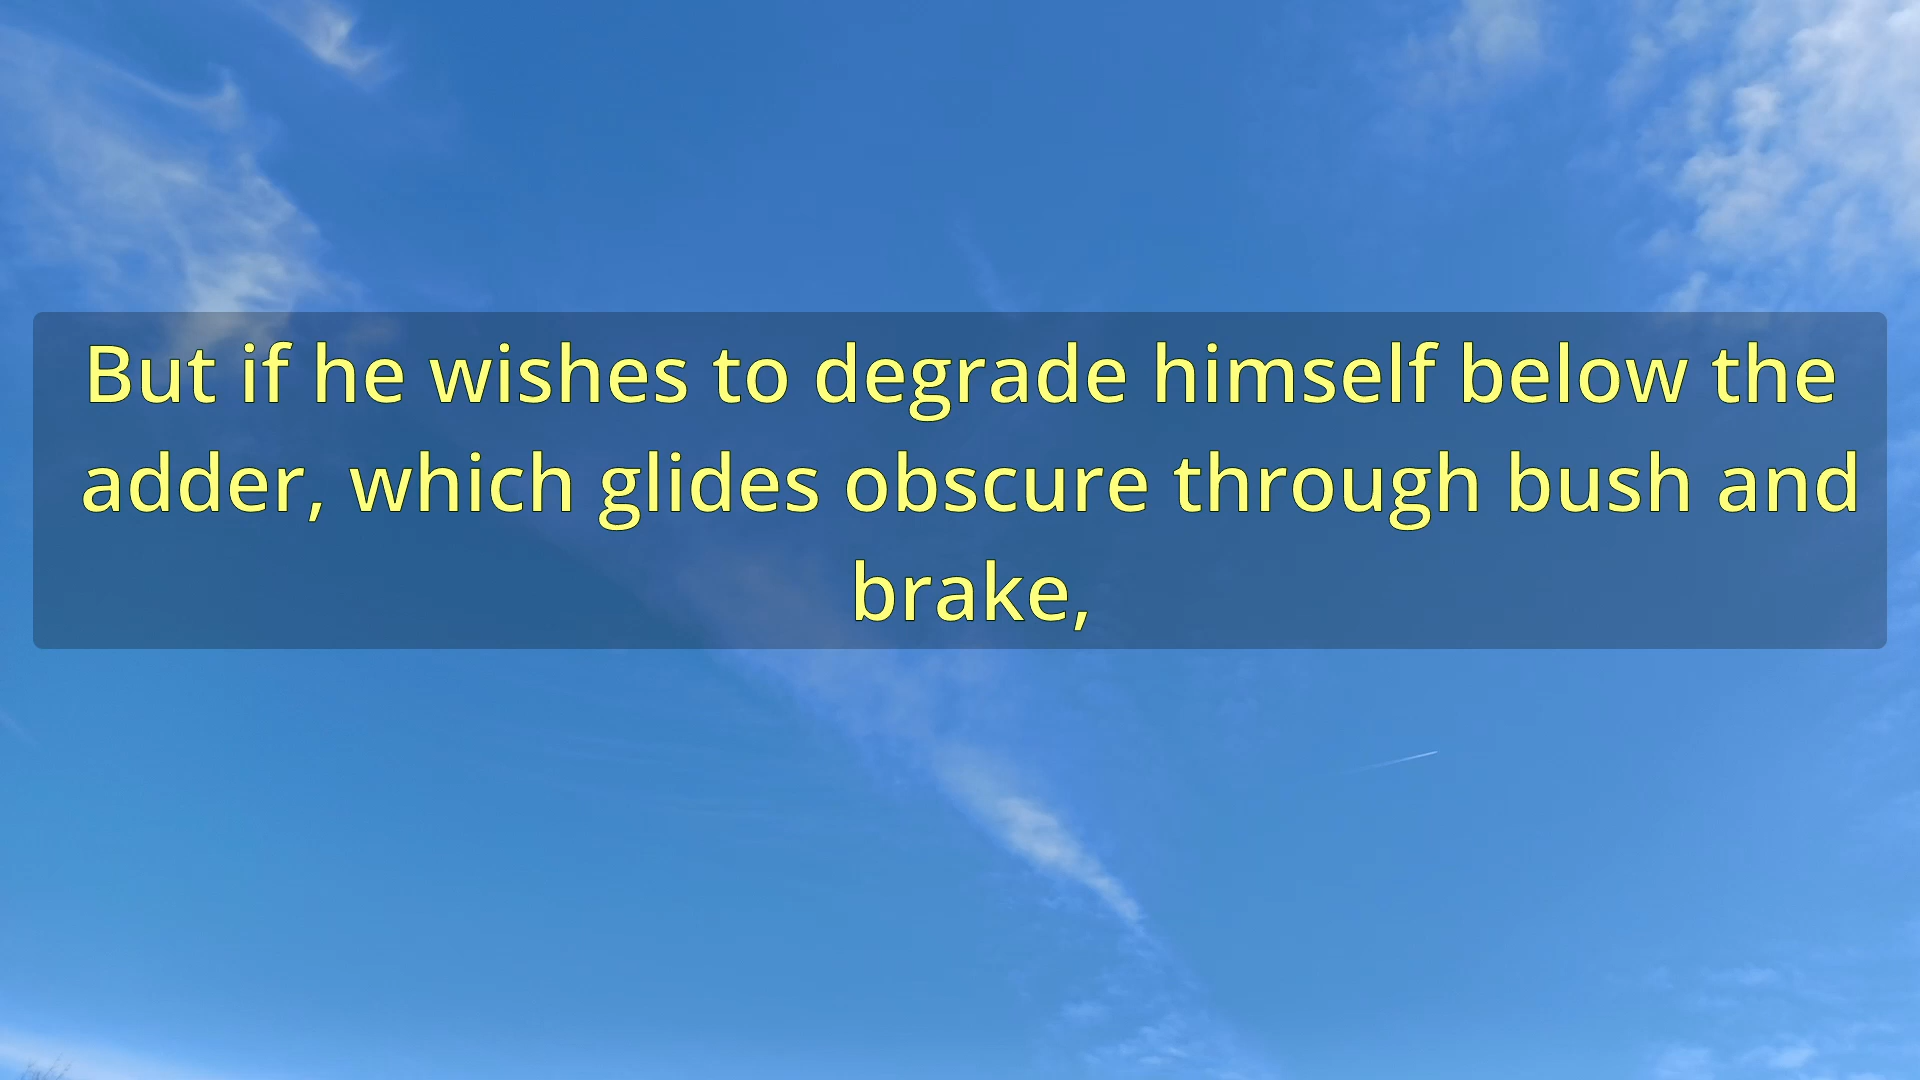 But if he wishes to degrade himself below the
adder, which glides obscure through bush and
brake,